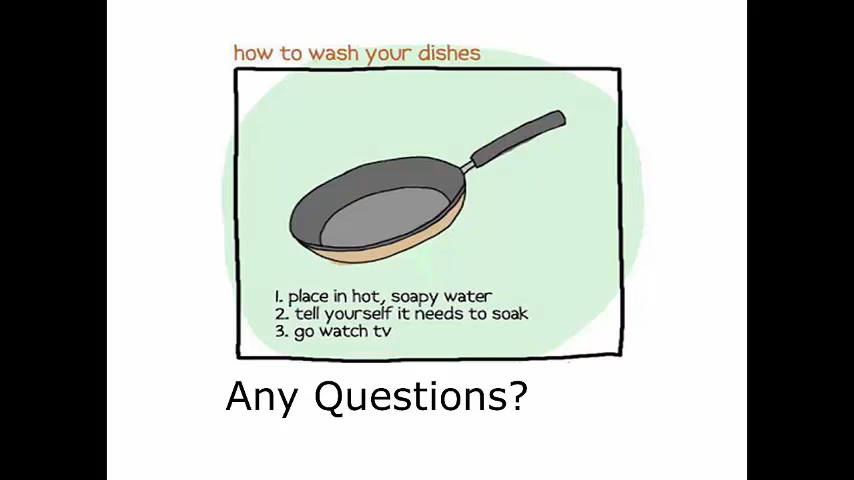 how to wash your dishes
1. place in hot, soapy water
2. tell yourself it needs to soak
3. go watch tv
Any Questions?